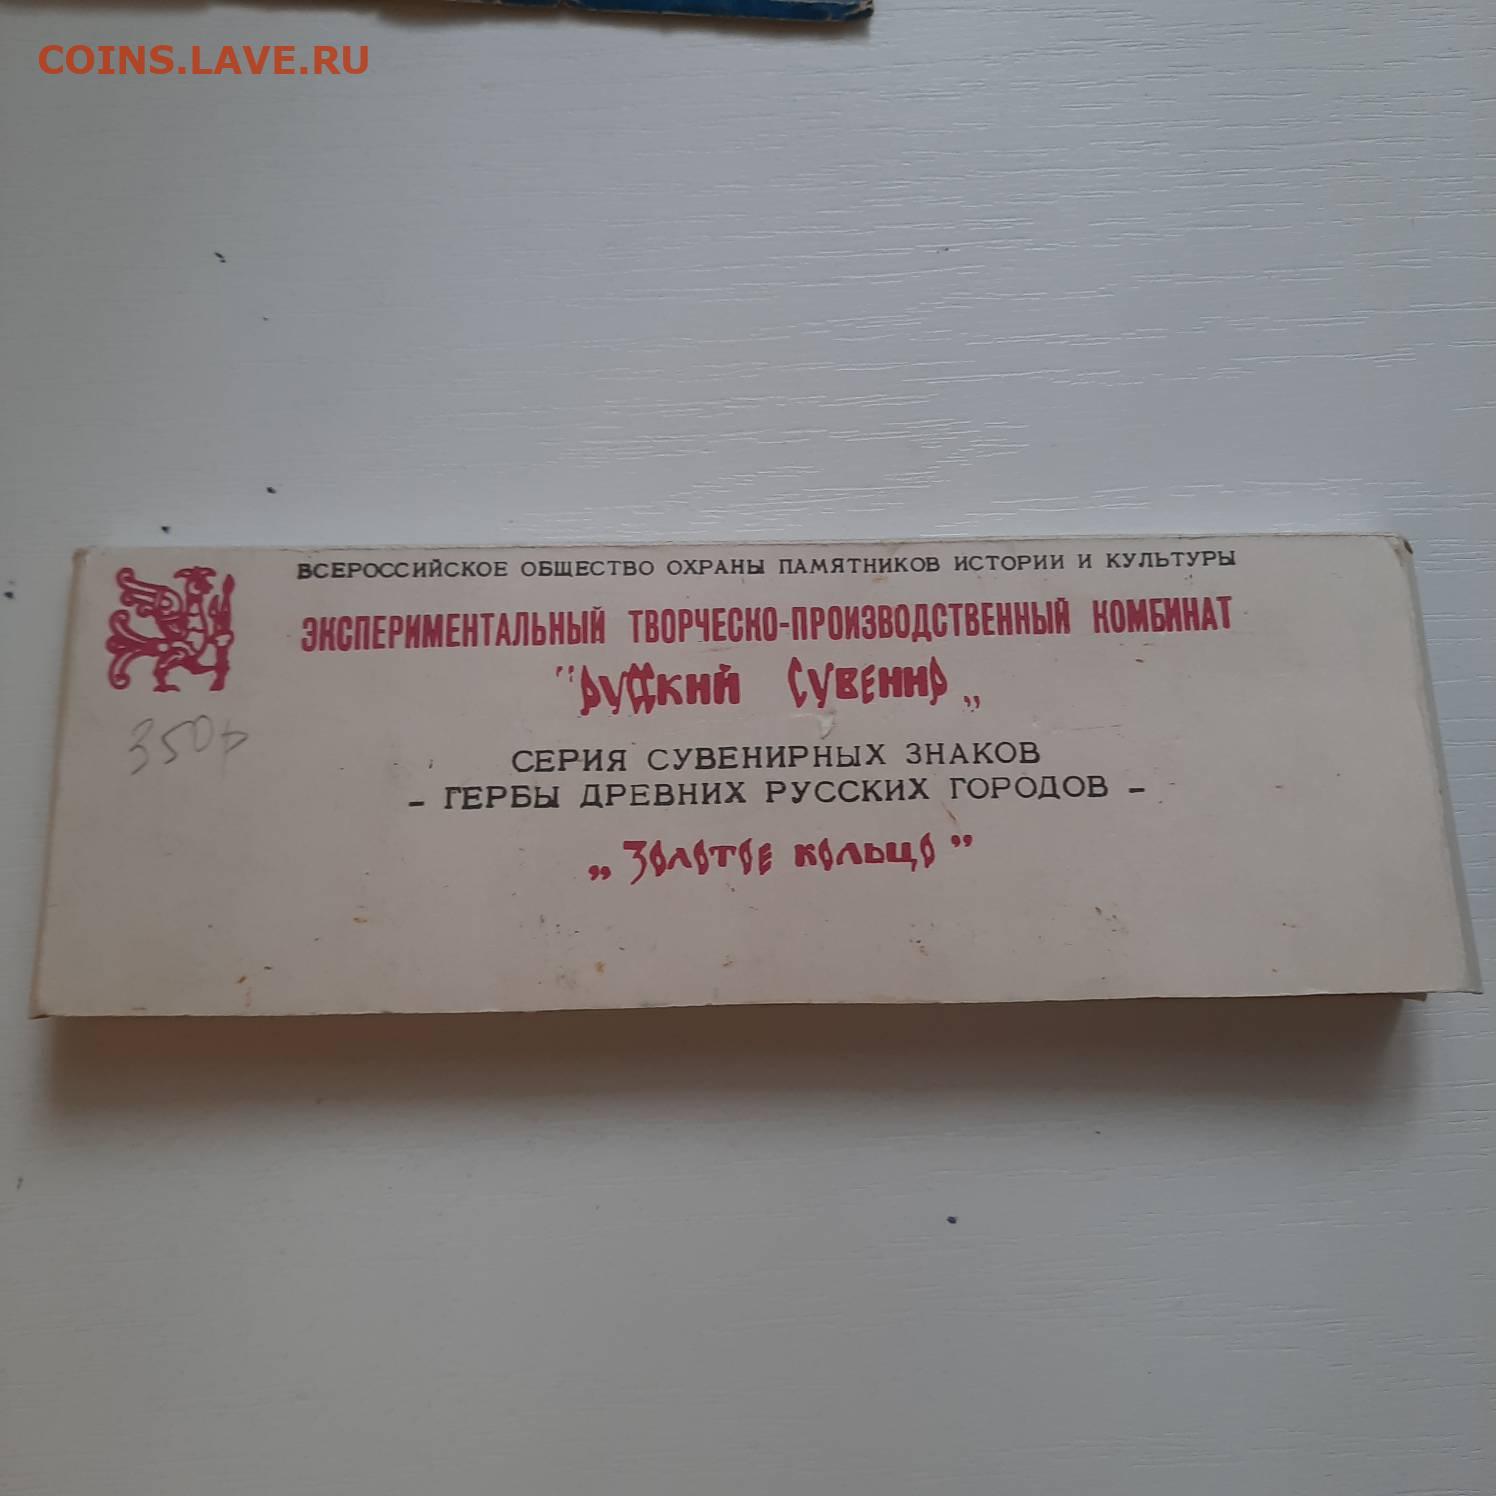 COINS.LAVE.RU
ВСЕРОССИЙСКОЕ ОБЩЕСТВО ОХРАНЫ ПАМЯТНИКОВ ИСТОРИИ И КУЛЬТУРЫ
ЭКСПЕРИМЕНТАЛЬНЫЙ ТВОРЧЕСКО-ПРОИЗВОДСТВЕННЫЙ КОМБИНАТ
"РУССКИЙ СУВЕНИР„
350р
СЕРИЯ СУВЕНИРНЫХ ЗНАКОВ
- ГЕРБЫ ДРЕВНИХ РУССКИХ ГОРОДОВ -
„ЗОЛОТОЕ КОЛЬЦО"